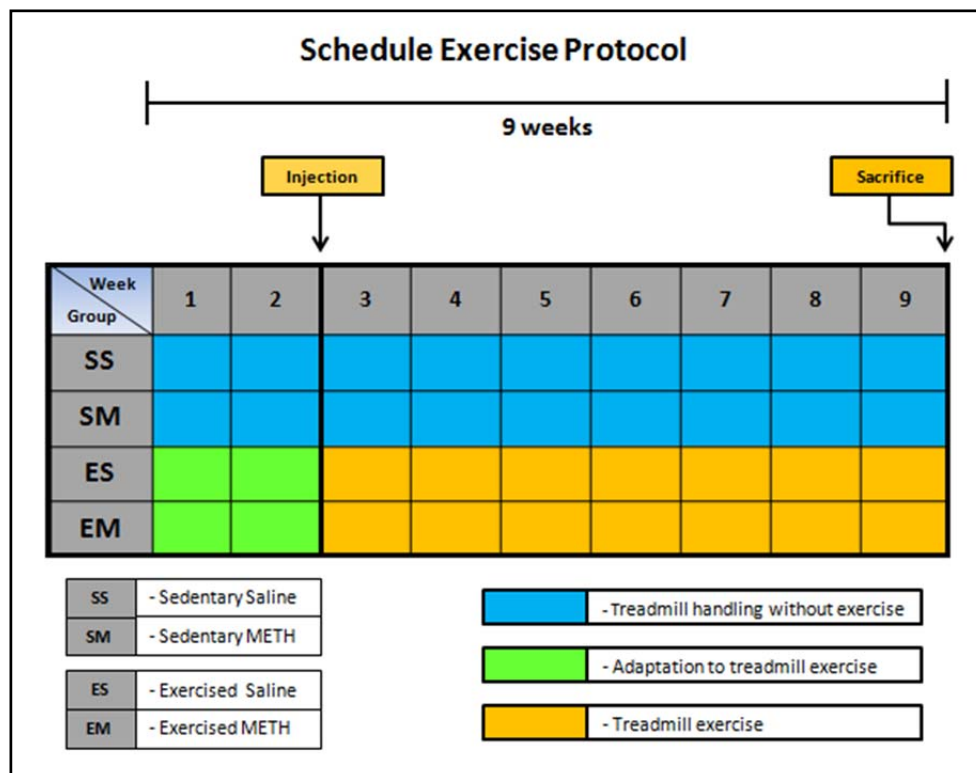 Schedule Exercise Protocol
9 weeks
Injection
Sacrifice
Week
Group
1 2 3 4 5 6 7 8 9
SS
SM
ES
EM
SS - Sedentary Saline
SM - Sedentary METH
ES - Exercised Saline
EM - Exercised METH
- Treadmill handling without exercise
- Adaptation to treadmill exercise
- Treadmill exercise